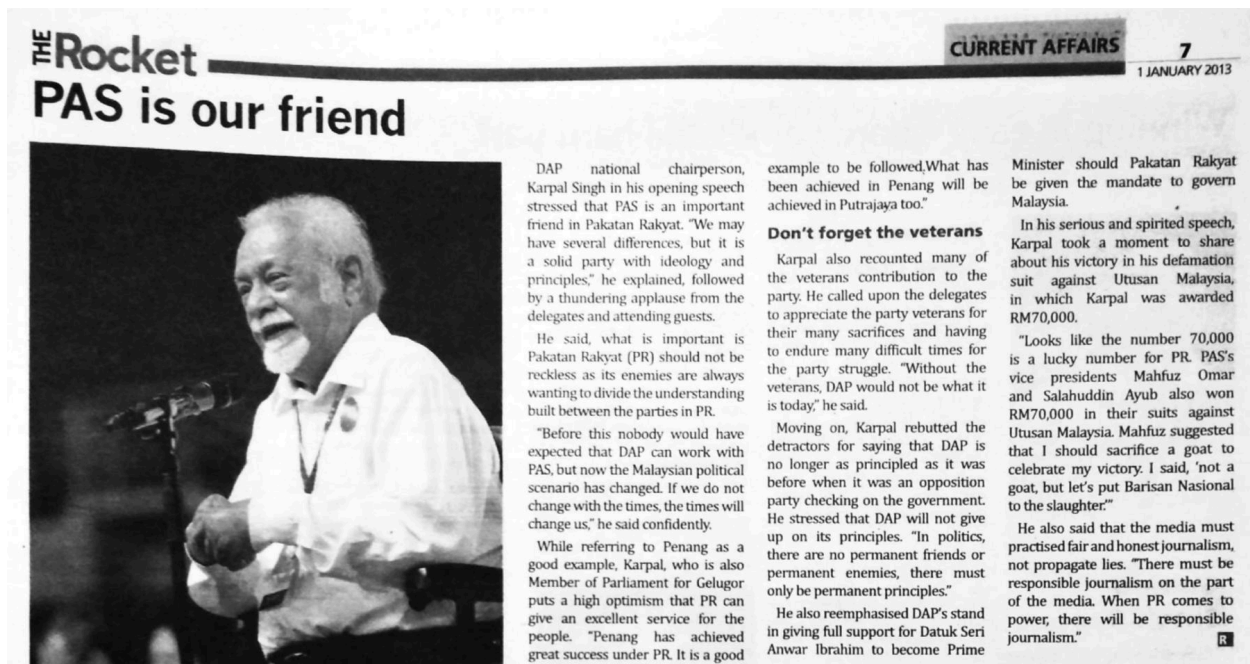 THE Rocket
CURRENT AFFAIRS
7
1 JANUARY 2013
PAS is our friend
DAP national chairperson,
Karpal Singh in his opening speech
stressed that PAS is an important
friend in Pakatan Rakyat. "We may
have several differences, but it is
a solid party with ideology and
principles," he explained, followed
by a thundering applause from the
delegates and attending guests.
He said, what is important is
Pakatan Rakyat (PR) should not be
reckless as its enemies are always
wanting to divide the understanding
built between the parties in PR.
"Before this nobody would have
expected that DAP can work with
PAS, but now the Malaysian political
scenario has changed. If we do not
change with the times, the times will
change us," he said confidently.
While referring to Penang as a
good example, Karpal, who is also
Member of Parliament for Gelugor
puts a high optimism that PR can
give an excellent service for the
people. "Penang has achieved
great success under PR. It is a good
example to be followed.What has
been achieved in Penang will be
achieved in Putrajaya too."
Don't forget the veterans
Karpal also recounted many of
the veterans contribution to the
party. He called upon the delegates
to appreciate the party veterans for
their many sacrifices and having
to endure many difficult times for
the party struggle. "Without the
veterans, DAP would not be what it
is today," he said.
Moving on, Karpal rebutted the
detractors for saying that DAP is
no longer as principled as it was
before when it was an opposition
party checking on the government.
He stressed that DAP will not give
up on its principles. "In politics,
there are no permanent friends or
permanent enemies, there must
only be permanent principles."
He also reemphasised DAP's stand
in giving full support for Datuk Seri
Anwar Ibrahim to become Prime
Minister should Pakatan Rakyat
be given the mandate to govern
Malaysia.
In his serious and spirited speech,
Karpal took a moment to share
about his victory in his defamation
suit against Utusan Malaysia,
in which Karpal was awarded
RM70,000.
"Looks like the number 70,000
is a lucky number for PR. PAS's
vice presidents Mahfuz Omar
and Salahuddin Ayub also won
RM70,000 in their suits against
Utusan Malaysia. Mahfuz suggested
that I should sacrifice a goat to
celebrate my victory. I said, 'not a
goat, but let's put Barisan Nasional
to the slaughter.'"
He also said that the media must
practised fair and honest journalism,
not propagate lies. "There must be
responsible journalism on the part
of the media. When PR comes to
power, there will be responsible
journalism."
R